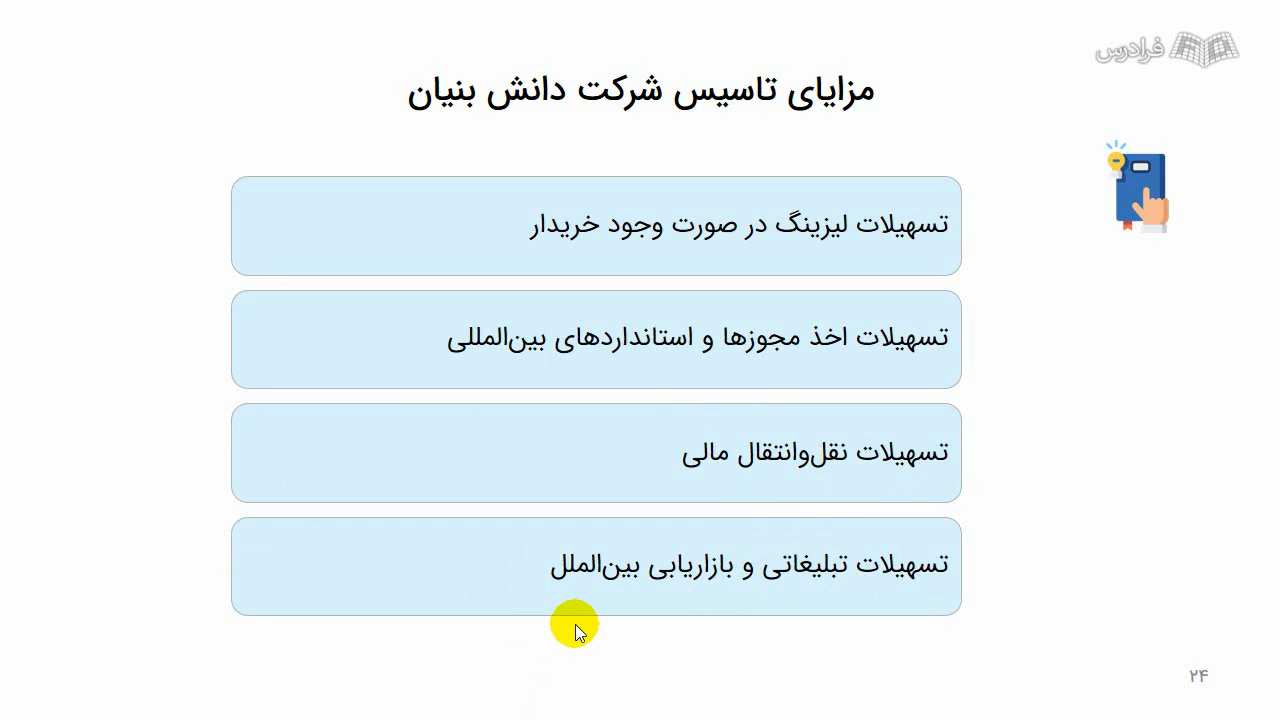 فرادرس
مزایای تاسیس شرکت دانش بنیان
تسهیلات لیزینگ در صورت وجود خریدار
تسهیلات اخذ مجوزها و استانداردهای بین‌المللی
تسهیلات نقل‌وانتقال مالی
تسهیلات تبلیغاتی و بازاریابی بین‌الملل
۲۴